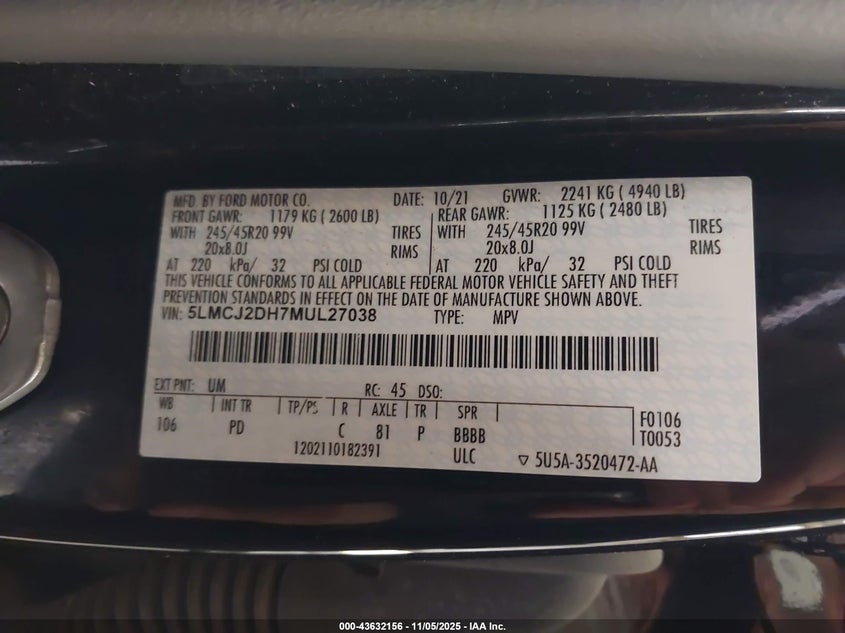 MFD. BY FORD MOTOR CO. DATE: 10/21 GVWR: 2241 KG ( 4940 LB)
FRONT GAWR: 1179 KG ( 2600 LB) REAR GAWR: 1125 KG ( 2480 LB)
WITH 245/45R20 99V TIRES WITH 245/45R20 99V TIRES
20x8.0J RIMS 20x8.0J RIMS
AT 220 kPa/ 32 PSI COLD AT 220 kPa/ 32 PSI COLD
THIS VEHICLE CONFORMS TO ALL APPLICABLE FEDERAL MOTOR VEHICLE SAFETY AND THEFT
PREVENTION STANDARDS IN EFFECT ON THE DATE OF MANUFACTURE SHOWN ABOVE.
VIN: 5LMCJ2DH7MUL27038 TYPE: MPV
EXT PNT: UM RC: 45 DSO:
WB INT TR TP/PS R AXLE TR SPR F0106
106 PD C 81 P BBBB T0053
1202110182391 ULC ▽ 5U5A-3520472-AA
000-43632156 - 11/05/2025 - IAA Inc.